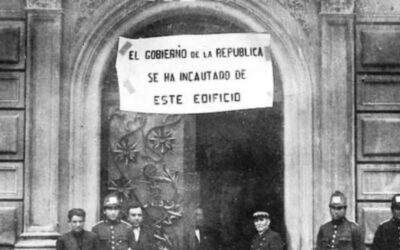 EL GOBIERNO DE LA REPUBLICA
SE HA INCAUTADO DE
ESTE EDIFICIO